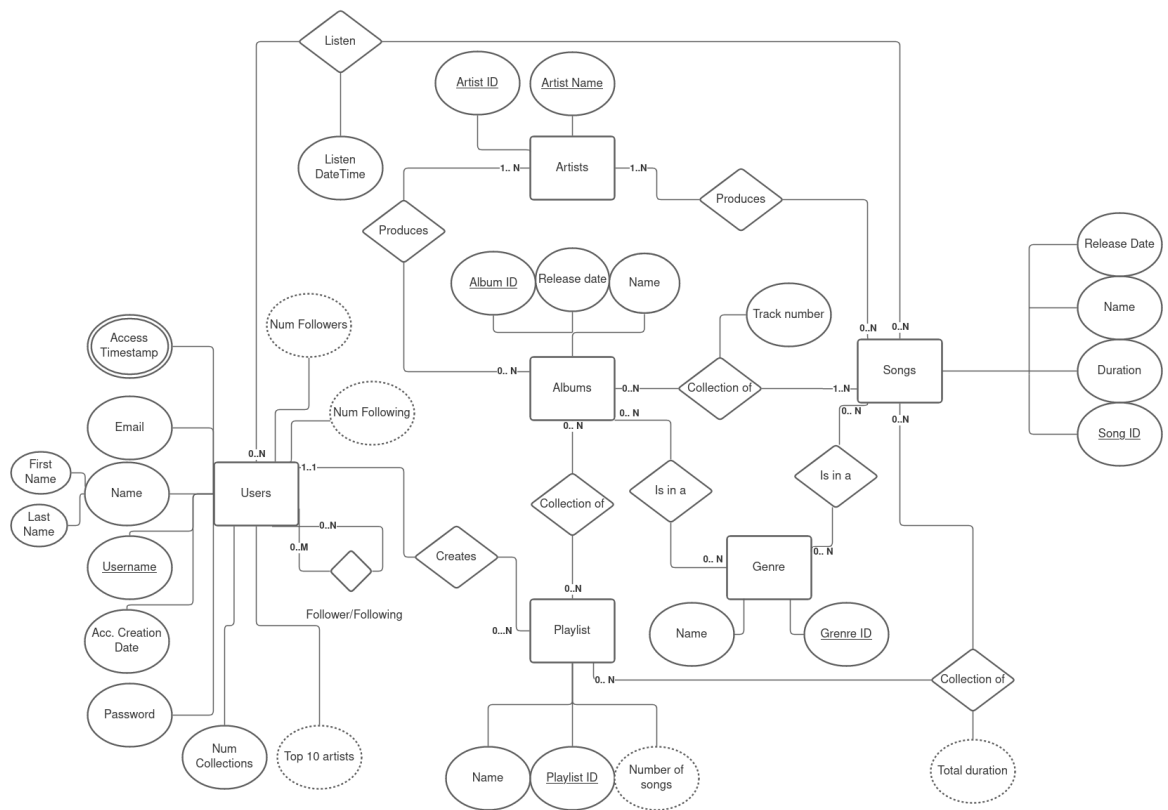 Listen
Artist ID
Artist Name
Listen
DateTime
1.. N
Artists
1..N
Produces
Produces
Release Date
Album ID
Release date
Name
Name
Track number
Num Followers
Access
Timestamp
0..N
0..N
0.. N
Albums
0..N
Collection of
1..N
Songs
Duration
Num Following
0.. N
0.. N
0.. N
0..N
Email
Song ID
0..N
First
Name
1..1
Name
Users
Is in a
Is in a
Collection of
Last
Name
0..N
0..M
0.. N
Creates
0.. N
Genre
Username
0..N
Follower/Following
Acc. Creation
Date
0...N
Playlist
Name
Grenre ID
0.. N
Collection of
Password
Num
Collections
Top 10 artists
Name
Playlist ID
Number of
songs
Total duration